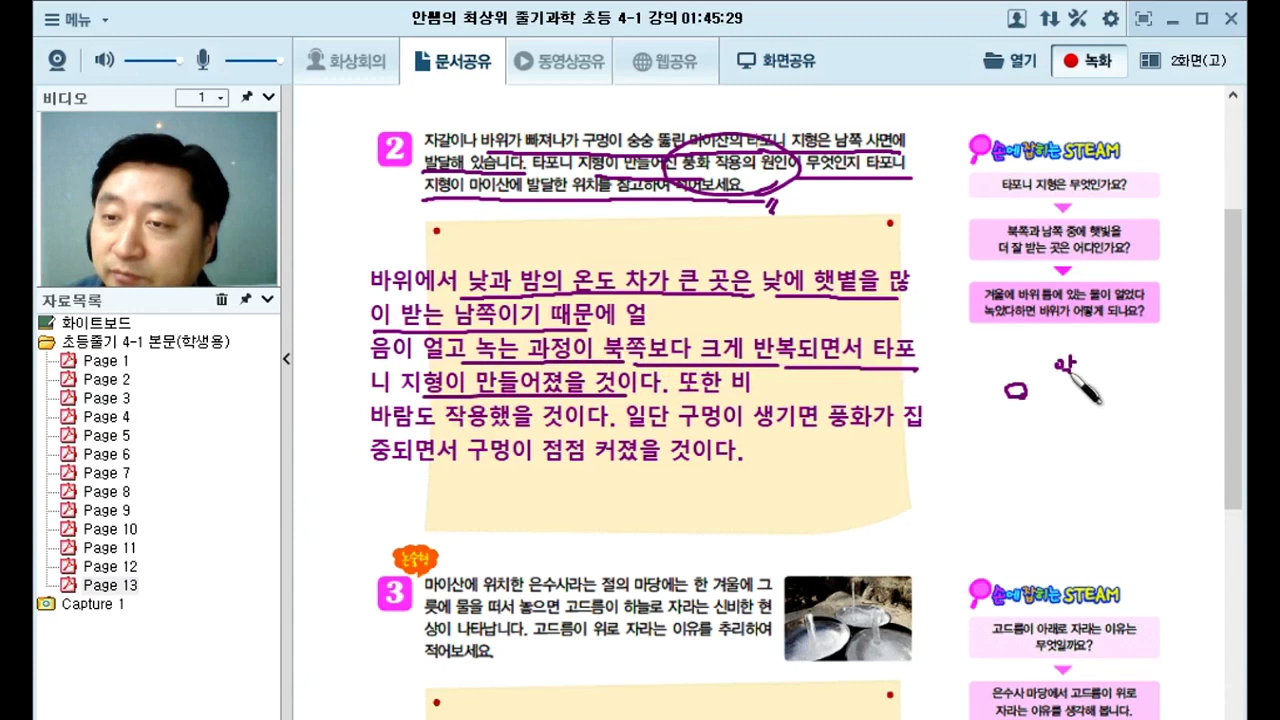 메뉴
안쌤의 최상위 줄기과학 초등 4-1 강의 01:45:29
화상회의
문서공유
동영상공유
웹공유
화면공유
열기
녹화
2화면(고)
비디오
1
자료목록
화이트보드
초등줄기 4-1 본문(학생용)
Page 1
Page 2
Page 3
Page 4
Page 5
Page 6
Page 7
Page 8
Page 9
Page 10
Page 11
Page 12
Page 13
Capture 1
2
자갈이나 바위가 빠져나가 구멍이 숭숭 뚫린 마이산의 타포니 지형은 남쪽 사면에
발달해 있습니다. 타포니 지형이 만들어진 풍화 작용의 원인이 무엇인지 타포니
지형이 마이산에 발달한 위치를 참고하여 적어보세요.
바위에서 낮과 밤의 온도 차가 큰 곳은 낮에 햇볕을 많
이 받는 남쪽이기 때문에 얼
음이 얼고 녹는 과정이 북쪽보다 크게 반복되면서 타포
니 지형이 만들어졌을 것이다. 또한 비
바람도 작용했을 것이다. 일단 구멍이 생기면 풍화가 집
중되면서 구멍이 점점 커졌을 것이다.
손에 잡히는 STEAM
타포니 지형은 무엇인가요?
북쪽과 남쪽 중에 햇빛을
더 잘 받는 곳은 어디인가요?
겨울에 바위 틈에 있는 물이 얼었다
녹았다하면 바위가 어떻게 되나요?
논술형
3
마이산에 위치한 은수사라는 절의 마당에는 한 겨울에 그
릇에 물을 떠서 놓으면 고드름이 하늘로 자라는 신비한 현
상이 나타납니다. 고드름이 위로 자라는 이유를 추리하여
적어보세요.
손에 잡히는 STEAM
고드름이 아래로 자라는 이유는
무엇일까요?
은수사 마당에서 고드름이 위로
자라는 이유를 생각해 봅니다.